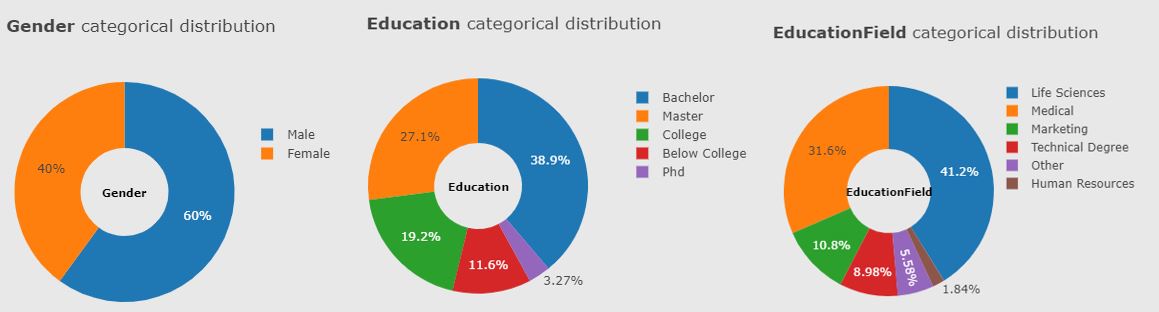 Gender categorical distribution
40%
Gender
60%
Male
Female
Education categorical distribution
27.1%
38.9%
Education
19.2%
11.6%
3.27%
Bachelor
Master
College
Below College
Phd
EducationField categorical distribution
31.6%
41.2%
EducationField
10.8%
8.98%
5.58%
1.84%
Life Sciences
Medical
Marketing
Technical Degree
Other
Human Resources